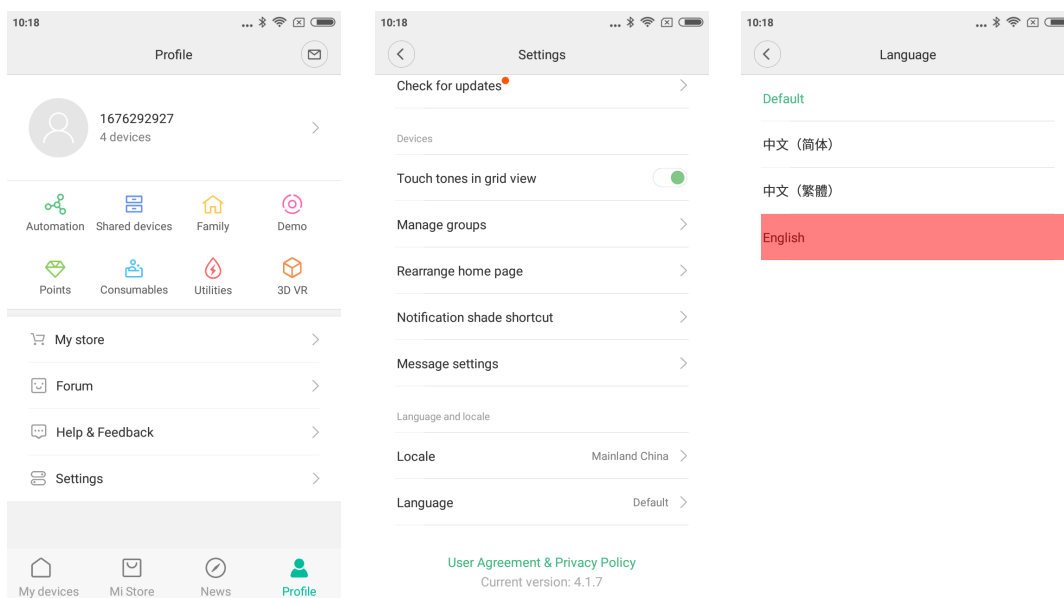 10:18
Profile
1676292927
4 devices
Automation Shared devices Family Demo
Points Consumables Utilities 3D VR
My store
Forum
Help & Feedback
Settings
My devices Mi Store News Profile
10:18
Settings
Check for updates
Devices
Touch tones in grid view
Manage groups
Rearrange home page
Notification shade shortcut
Message settings
Language and locale
Locale Mainland China
Language Default
User Agreement & Privacy Policy
Current version: 4.1.7
10:18
Language
Default
中文（简体）
中文（繁體）
English